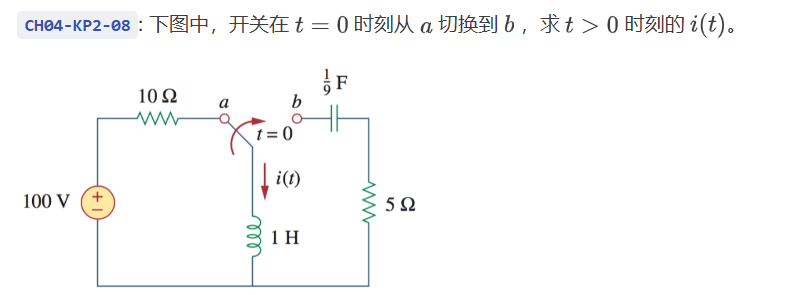 CH04-KP2-08 : 下图中，开关在 t = 0 时刻从 a 切换到 b ，求 t > 0 时刻的 i(t)。
1/9 F
10 Ω
a
b
t = 0
i(t)
100 V
+
−
5 Ω
1 H